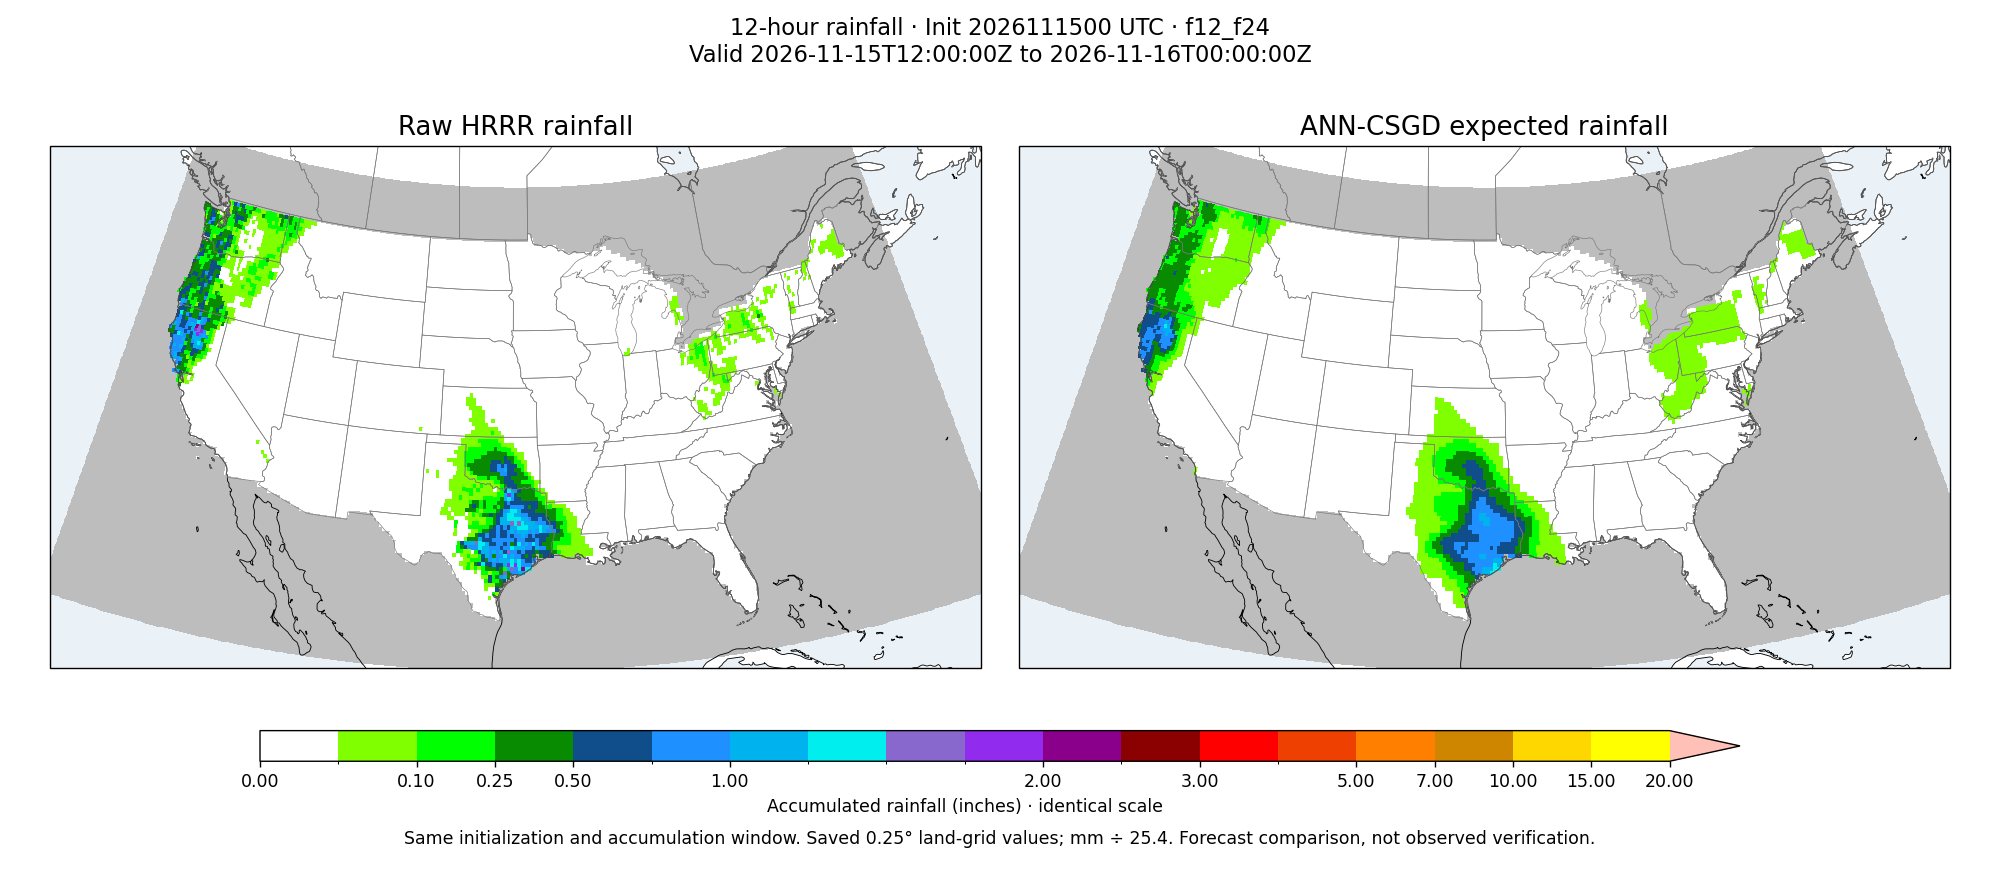 12-hour rainfall · Init 2026111500 UTC · f12_f24
Valid 2026-11-15T12:00:00Z to 2026-11-16T00:00:00Z
Raw HRRR rainfall
ANN-CSGD expected rainfall
0.00 0.10 0.25 0.50 1.00 2.00 3.00 5.00 7.00 10.00 15.00 20.00
Accumulated rainfall (inches) · identical scale
Same initialization and accumulation window. Saved 0.25° land-grid values; mm ÷ 25.4. Forecast comparison, not observed verification.